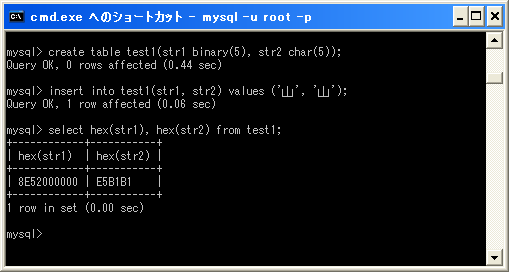 cmd.exe へのショートカット - mysql -u root -p
mysql> create table test1(str1 binary(5), str2 char(5));
Query OK, 0 rows affected (0.44 sec)
mysql> insert into test1(str1, str2) values ('山', '山');
Query OK, 1 row affected (0.06 sec)
mysql> select hex(str1), hex(str2) from test1;
+------------+-----------+
| hex(str1)  | hex(str2) |
+------------+-----------+
| 8E52000000 | E5B1B1    |
+------------+-----------+
1 row in set (0.00 sec)
mysql>